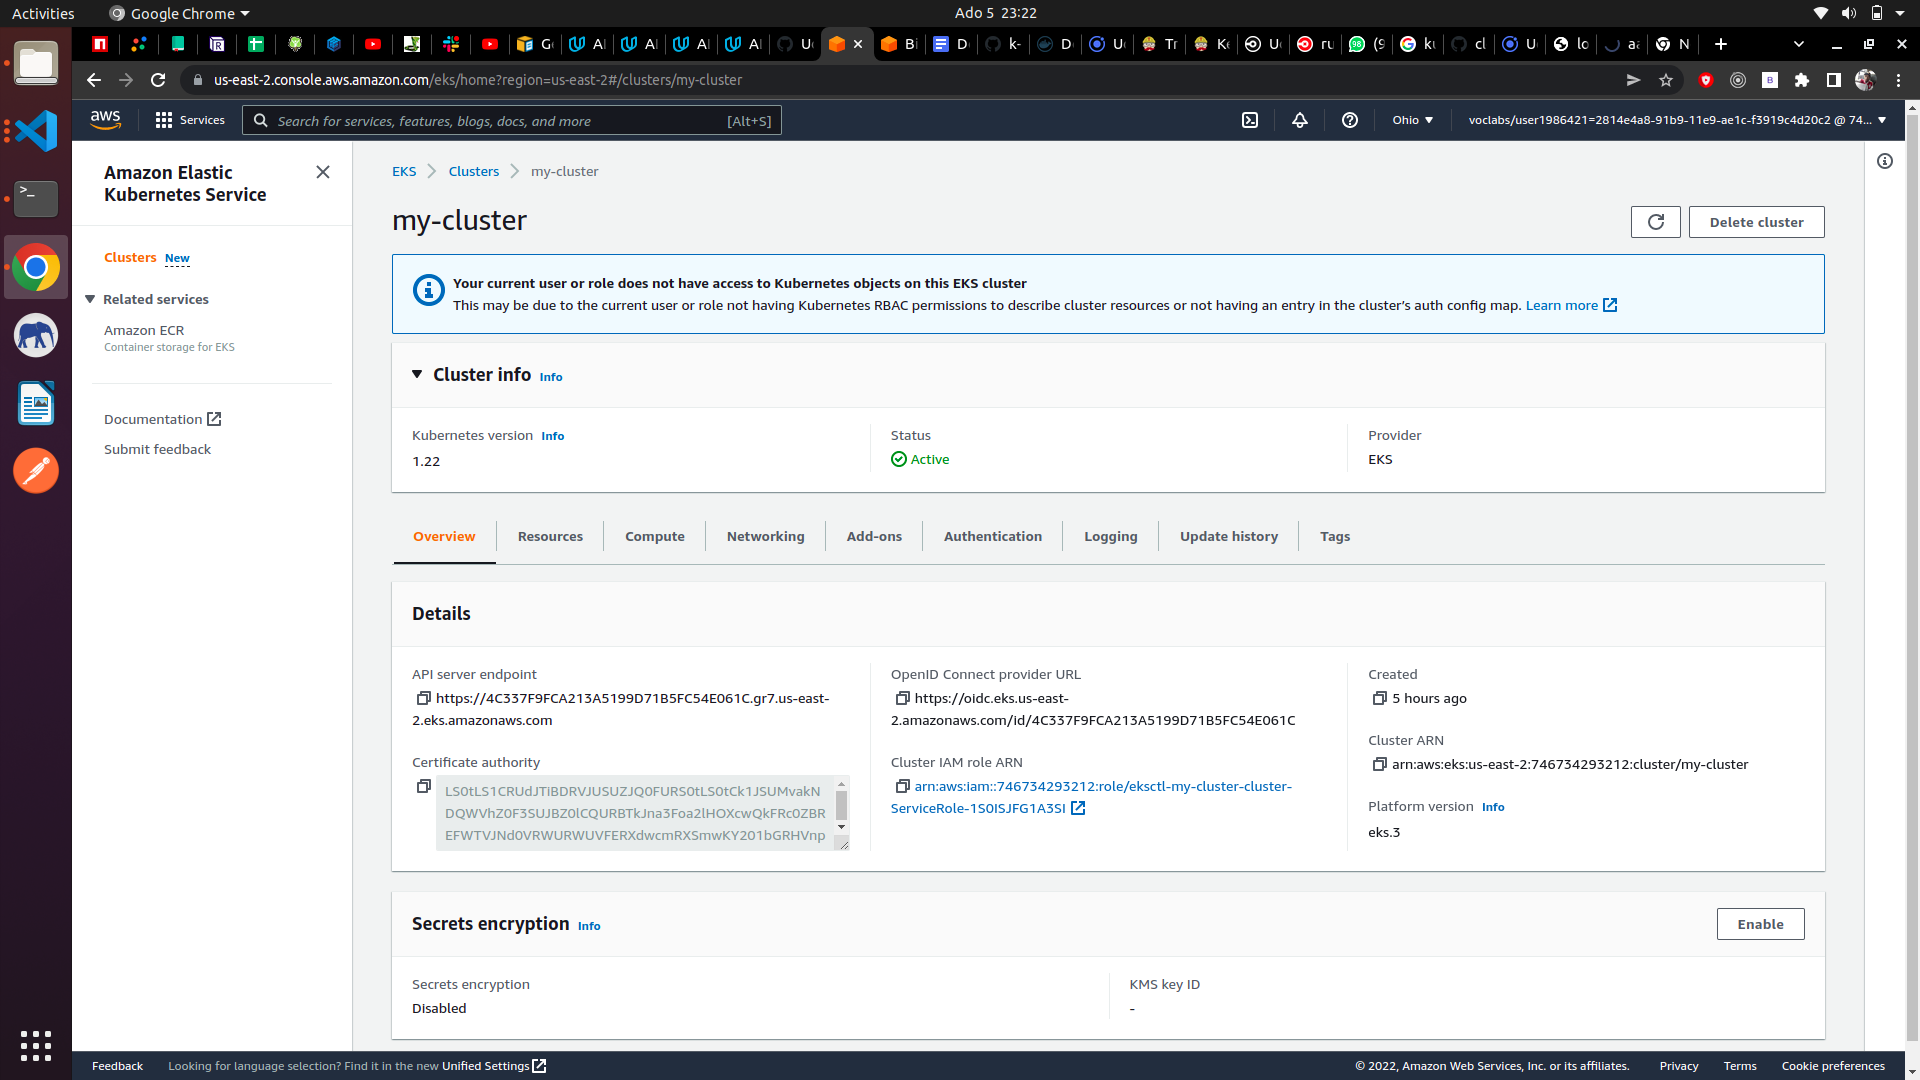 Activities
Google Chrome
Ado 5 23:22
us-east-2.console.aws.amazon.com/eks/home?region=us-east-2#/clusters/my-cluster
aws
Services
Search for services, features, blogs, docs, and more
[Alt+S]
Ohio
voclabs/user1986421=2814e4a8-91b9-11e9-ae1c-f3919c4d20c2 @ 74...
Amazon Elastic
Kubernetes Service
Clusters New
Related services
Amazon ECR
Container storage for EKS
Documentation
Submit feedback
EKS
Clusters
my-cluster
my-cluster
Delete cluster
Your current user or role does not have access to Kubernetes objects on this EKS cluster
This may be due to the current user or role not having Kubernetes RBAC permissions to describe cluster resources or not having an entry in the cluster's auth config map. Learn more
Cluster info Info
Kubernetes version Info
1.22
Status
Active
Provider
EKS
Overview
Resources
Compute
Networking
Add-ons
Authentication
Logging
Update history
Tags
Details
API server endpoint
https://4C337F9FCA213A5199D71B5FC54E061C.gr7.us-east-
2.eks.amazonaws.com
Certificate authority
LS0tLS1CRUdJTiBDRVJUSUZJQ0FURS0tLS0tCk1JSUMvakN
DQWVhZ0F3SUJBZ0lCQURBTkJna3Foa2lHOXcwQkFRc0ZBR
EFWTVJNd0VRWURWUVFERXdwcmRXSmwKY201bGRHVnp
OpenID Connect provider URL
https://oidc.eks.us-east-
2.amazonaws.com/id/4C337F9FCA213A5199D71B5FC54E061C
Cluster IAM role ARN
arn:aws:iam::746734293212:role/eksctl-my-cluster-cluster-
ServiceRole-1S0ISJFG1A3SI
Created
5 hours ago
Cluster ARN
arn:aws:eks:us-east-2:746734293212:cluster/my-cluster
Platform version Info
eks.3
Secrets encryption Info
Enable
Secrets encryption
Disabled
KMS key ID
-
Feedback
Looking for language selection? Find it in the new Unified Settings
© 2022, Amazon Web Services, Inc. or its affiliates.
Privacy
Terms
Cookie preferences